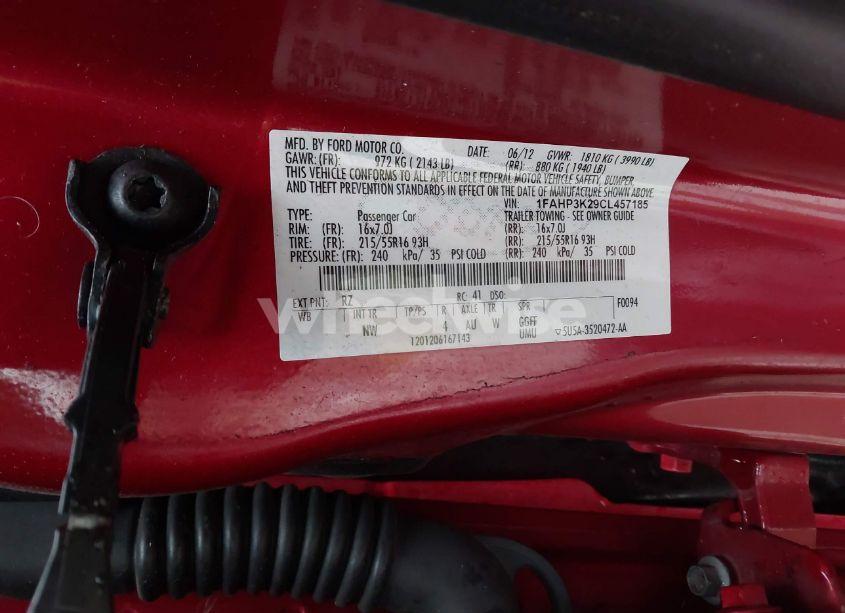 MFD. BY FORD MOTOR CO. DATE: 06/12 GVWR: 1810 KG ( 3990 LB)
GAWR: (FR): 972 KG ( 2143 LB) (RR): 880 KG ( 1940 LB)
THIS VEHICLE CONFORMS TO ALL APPLICABLE FEDERAL MOTOR VEHICLE SAFETY, BUMPER,
AND THEFT PREVENTION STANDARDS IN EFFECT ON THE DATE OF MANUFACTURE SHOWN ABOVE.
VIN: 1FAHP3K29CL457185
TYPE: Passenger Car TRAILER TOWING - SEE OWNER GUIDE
RIM: (FR): 16x7.0J (RR): 16x7.0J
TIRE: (FR): 215/55R16 93H (RR): 215/55R16 93H
PRESSURE: (FR): 240 kPa/ 35 PSI COLD (RR): 240 kPa/ 35 PSI COLD
EXT PNT: RZ RC: 41 DSO: F0094
WB INT TR TP/PS R AXLE TR SPR
NW 4 AU W GGFF
UMU 5U5A-3520472-AA
1201206167143
wheelwise